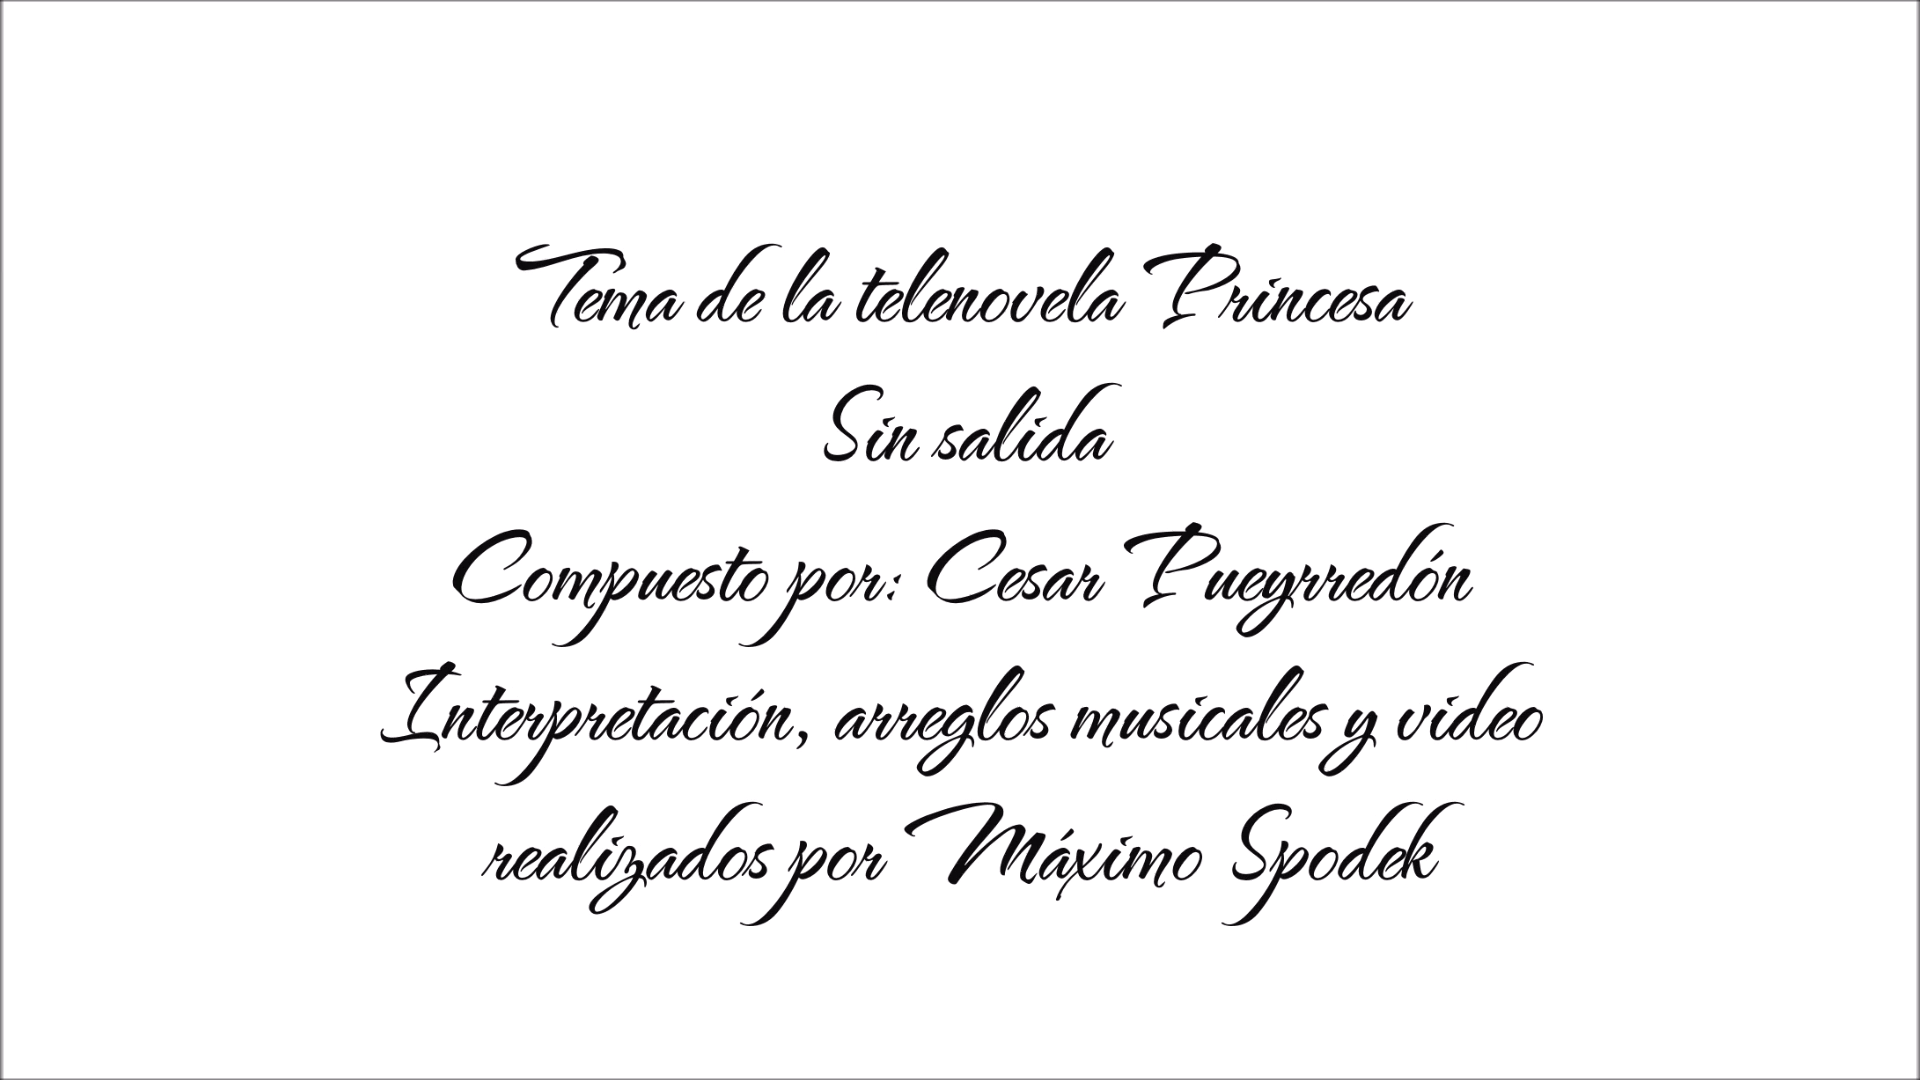 Tema de la telenovela Princesa
Sin salida
Compuesto por: Cesar Pueyrredón
Interpretación, arreglos musicales y video
realizados por Máximo Spodek